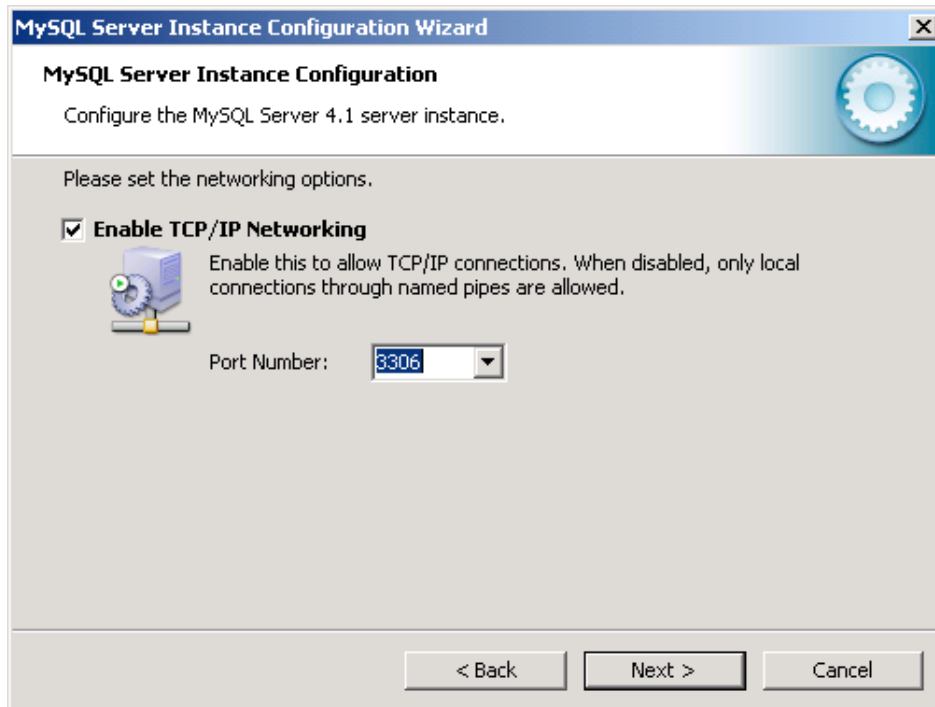 MySQL Server Instance Configuration Wizard
MySQL Server Instance Configuration
Configure the MySQL Server 4.1 server instance.
Please set the networking options.
Enable TCP/IP Networking
Enable this to allow TCP/IP connections. When disabled, only local
connections through named pipes are allowed.
Port Number: 3306
< Back Next > Cancel